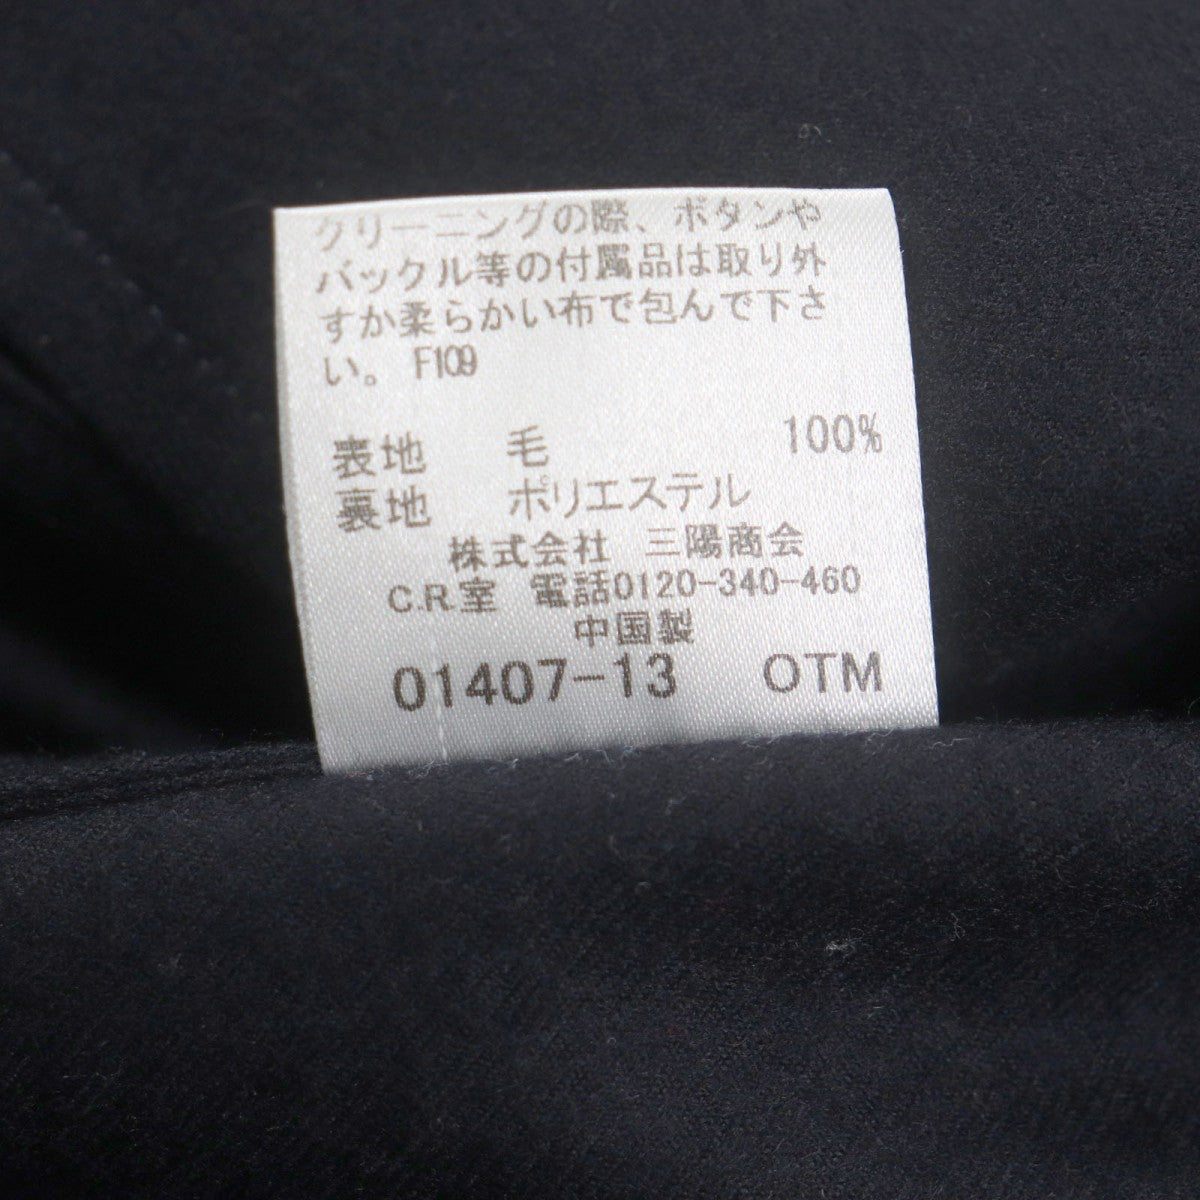 クリーニングの際、ボタンや
バックル等の付属品は取り外
すか柔らかい布で包んで下さ
い。 F109
表地 毛 100%
裏地 ポリエステル
株式会社 三陽商会
C.R.室 電話0120-340-460
中国製
01407-13 OTM